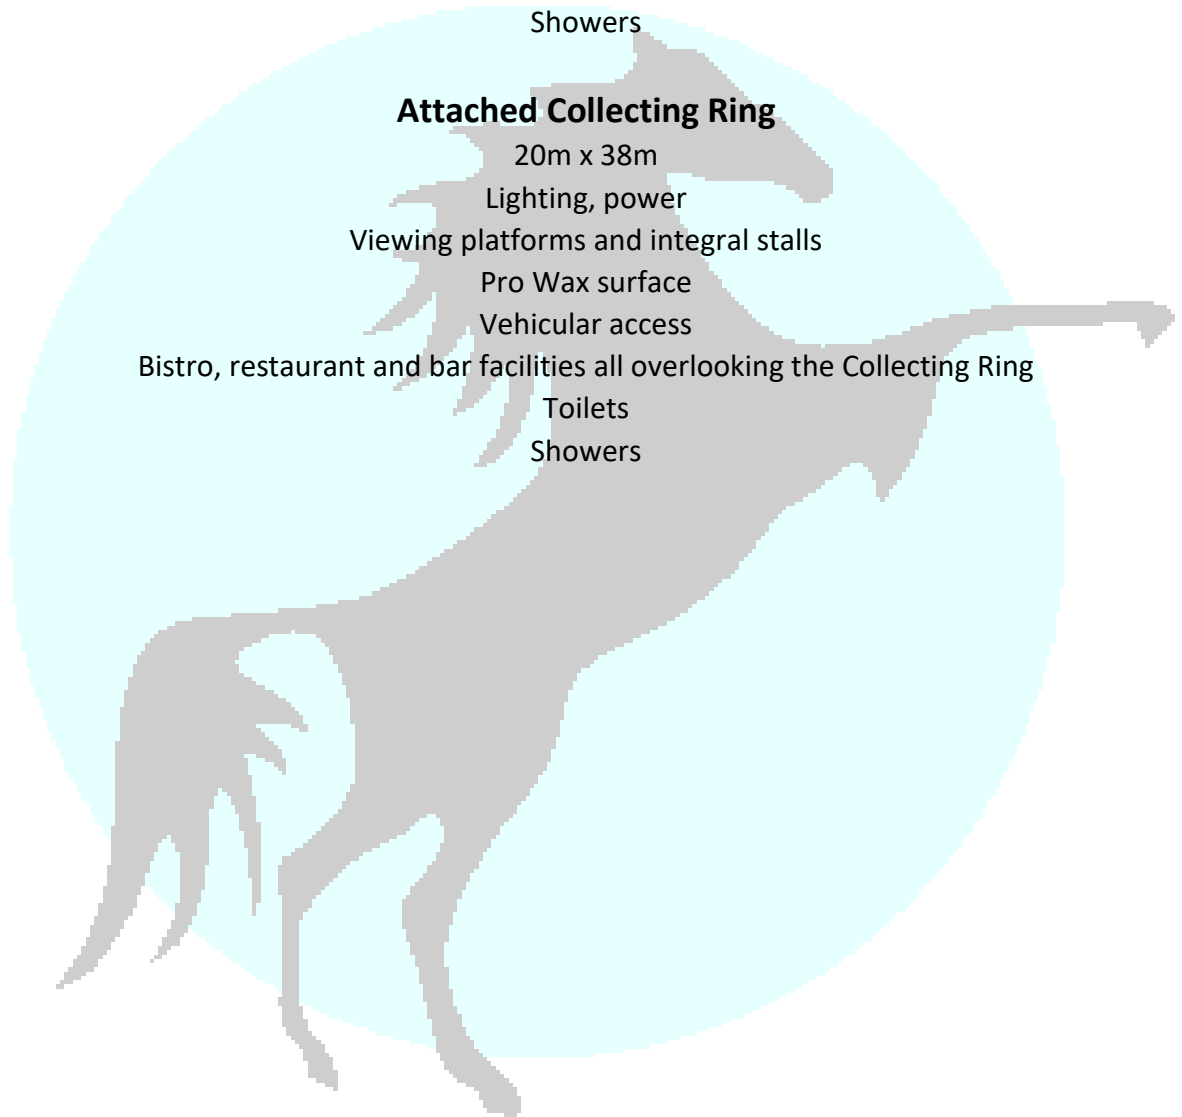 Showers
Attached Collecting Ring
20m x 38m
Lighting, power
Viewing platforms and integral stalls
Pro Wax surface
Vehicular access
Bistro, restaurant and bar facilities all overlooking the Collecting Ring
Toilets
Showers